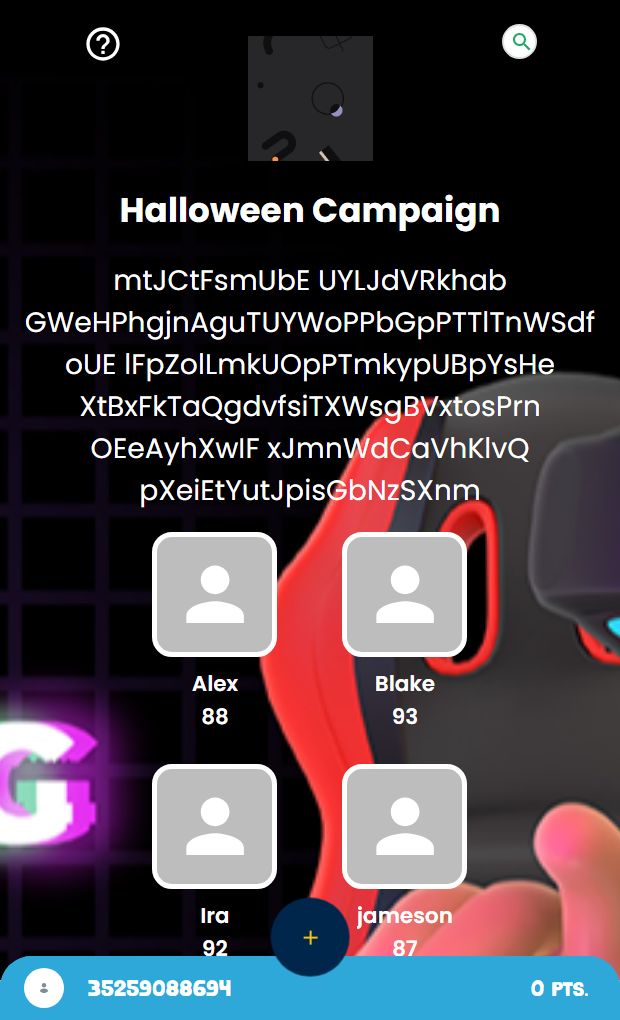 Halloween Campaign
mtJCtFsmUbE UYLJdVRkhab
GWeHPhgjnAguTUYWoPPbGpPTTlTnWSdf
oUE lFpZolLmkUOpPTmkypUBpYsHe
XtBxFkTaQgdvfsiTXWsgBVxtosPrn
OEeAyhXwIF xJmnWdCaVhKlvQ
pXeiEtYutJpisGbNzSXnm
Alex Blake
88 93
G
Ira jameson
92 87
+
35259088694 0 PTS.